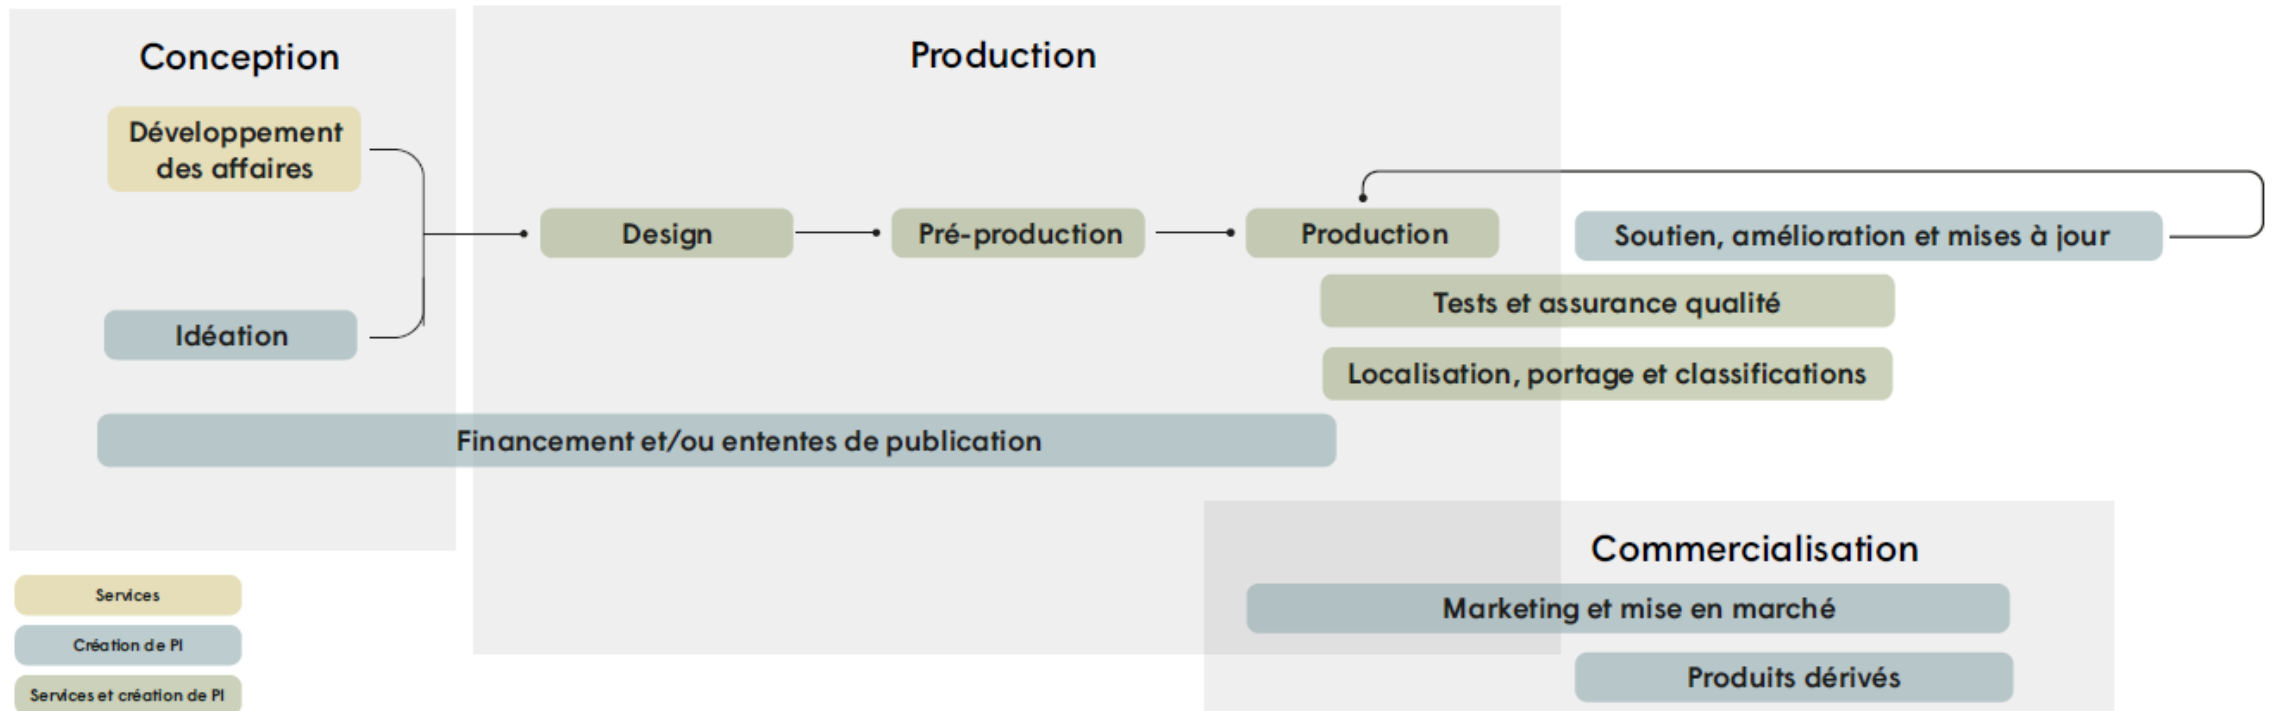 Conception
Production
Développement
des affaires
Design
Pré-production
Production
Soutien, amélioration et mises à jour
Tests et assurance qualité
Idéation
Localisation, portage et classifications
Financement et/ou ententes de publication
Commercialisation
Services
Marketing et mise en marché
Création de PI
Produits dérivés
Services et création de PI